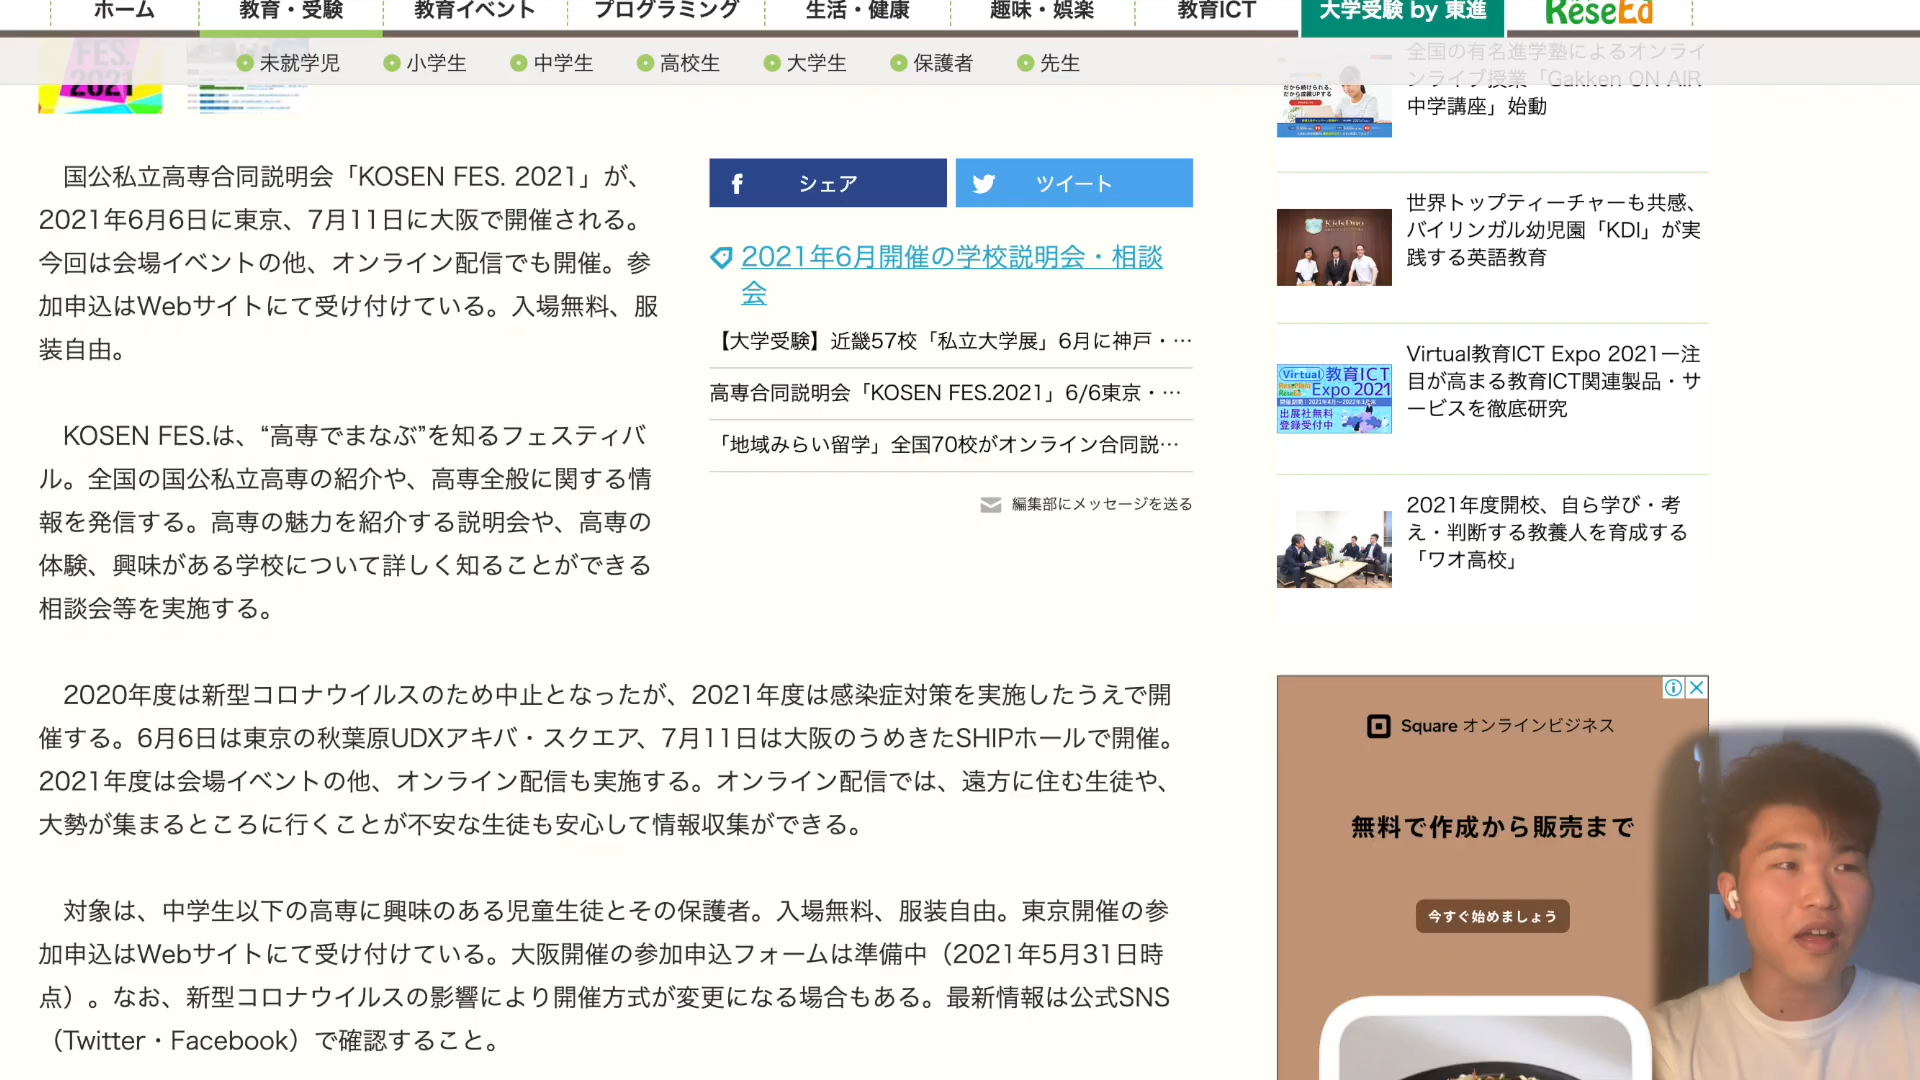 ホーム
教育・受験
教育イベント
プログラミング
生活・健康
趣味・娯楽
教育ICT
大学受験 by 東進
ReseEd
未就学児
小学生
中学生
高校生
大学生
保護者
先生
FES.
2021
国公私立高専合同説明会「KOSEN FES. 2021」が、
2021年6月6日に東京、7月11日に大阪で開催される。
今回は会場イベントの他、オンライン配信でも開催。参
加申込はWebサイトにて受け付けている。入場無料、服
装自由。
KOSEN FES.は、“高専でまなぶ”を知るフェスティバ
ル。全国の国公私立高専の紹介や、高専全般に関する情
報を発信する。高専の魅力を紹介する説明会や、高専の
体験、興味がある学校について詳しく知ることができる
相談会等を実施する。
2020年度は新型コロナウイルスのため中止となったが、2021年度は感染症対策を実施したうえで開
催する。6月6日は東京の秋葉原UDXアキバ・スクエア、7月11日は大阪のうめきたSHIPホールで開催。
2021年度は会場イベントの他、オンライン配信も実施する。オンライン配信では、遠方に住む生徒や、
大勢が集まるところに行くことが不安な生徒も安心して情報収集ができる。
対象は、中学生以下の高専に興味のある児童生徒とその保護者。入場無料、服装自由。東京開催の参
加申込はWebサイトにて受け付けている。大阪開催の参加申込フォームは準備中（2021年5月31日時
点）。なお、新型コロナウイルスの影響により開催方式が変更になる場合もある。最新情報は公式SNS
（Twitter・Facebook）で確認すること。
シェア
ツイート
2021年6月開催の学校説明会・相談
会
【大学受験】近畿57校「私立大学展」6月に神戸・…
高専合同説明会「KOSEN FES.2021」6/6東京・…
「地域みらい留学」全国70校がオンライン合同説…
編集部にメッセージを送る
全国の有名進学塾によるオンライ
ンライブ授業「Gakken ON AIR
中学講座」始動
だから続けられる、
だから成績UPする
世界トップティーチャーも共感、
バイリンガル幼児園「KDI」が実
践する英語教育
Kids Duo
Virtual教育ICT Expo 2021ー注
目が高まる教育ICT関連製品・サ
ービスを徹底研究
Virtual 教育ICT
Expo 2021
出展社無料
登録受付中
2021年度開校、自ら学び・考
え・判断する教養人を育成する
「ワオ高校」
Square オンラインビジネス
無料で作成から販売まで
今すぐ始めましょう